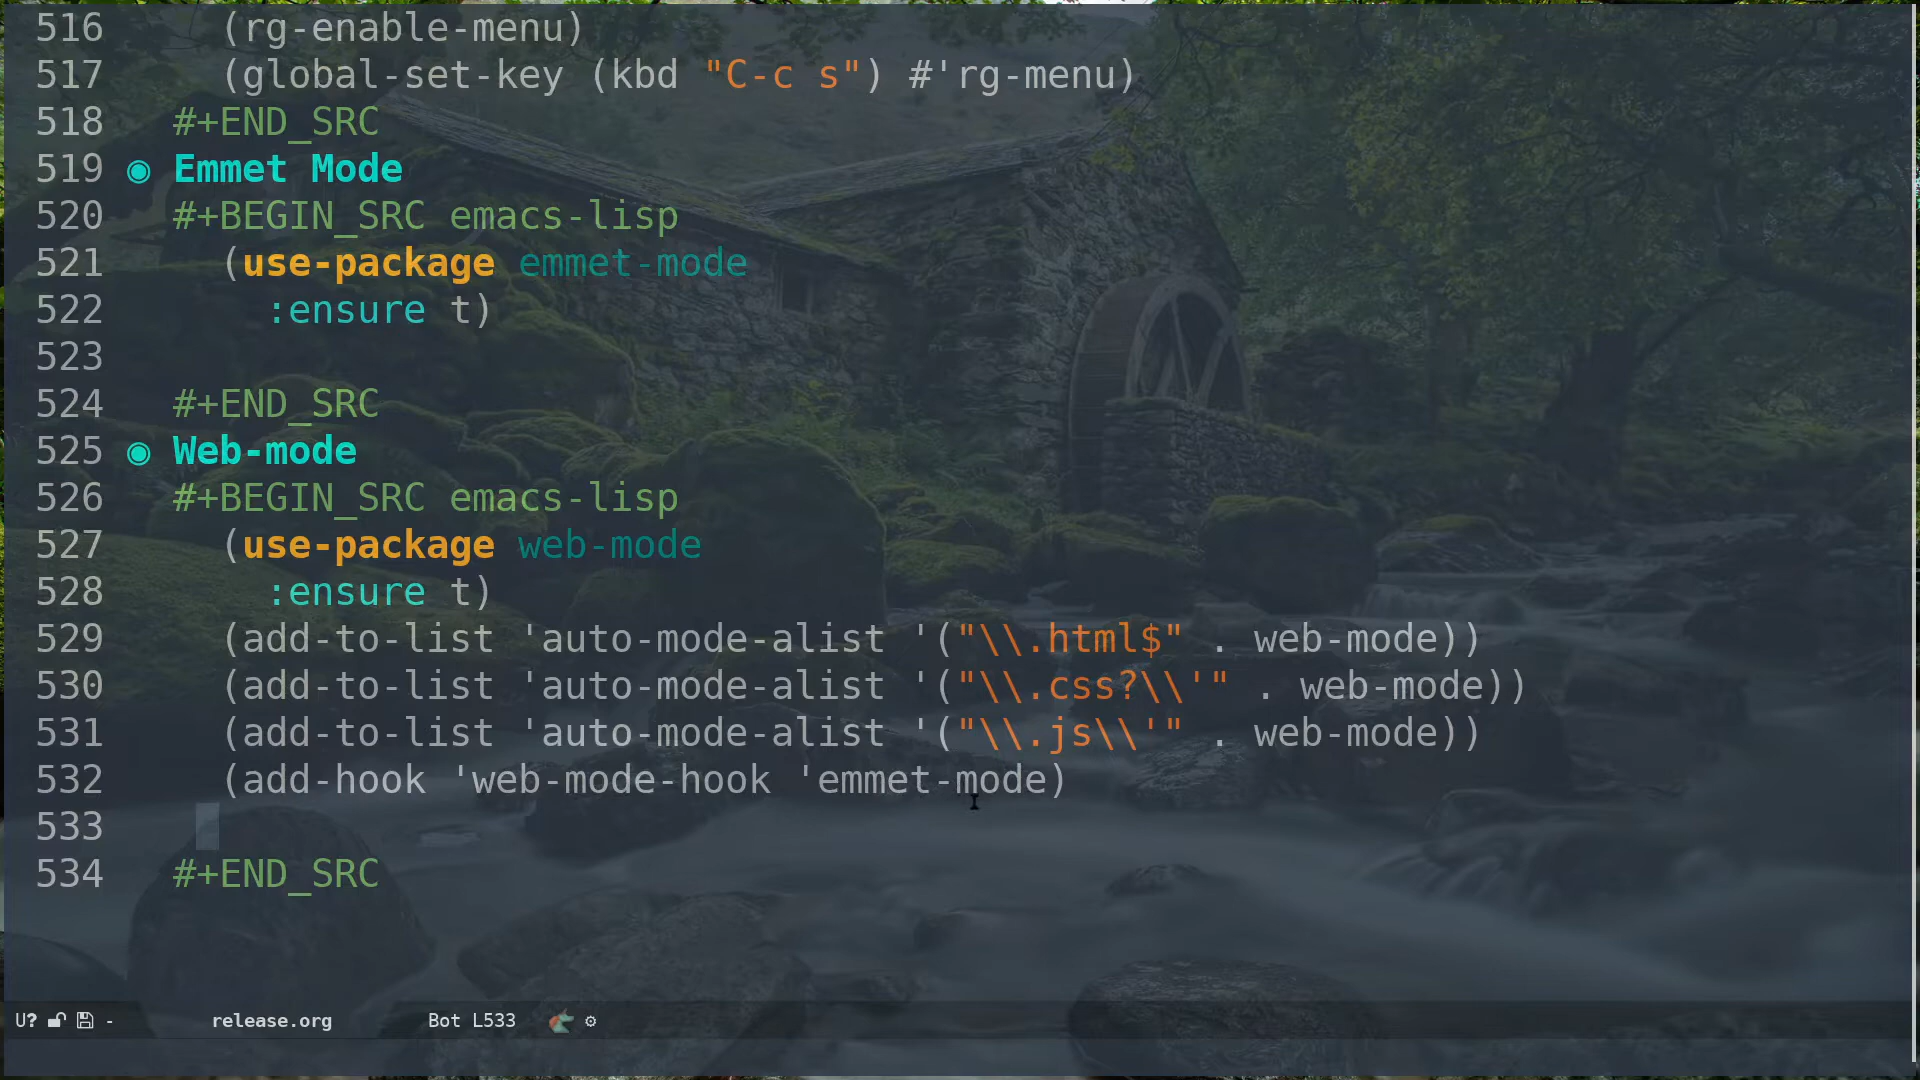 516 (rg-enable-menu)
517 (global-set-key (kbd "C-c s") #'rg-menu)
518 #+END_SRC
519 ◉ Emmet Mode
520 #+BEGIN_SRC emacs-lisp
521 (use-package emmet-mode
522 :ensure t)
523
524 #+END_SRC
525 ◉ Web-mode
526 #+BEGIN_SRC emacs-lisp
527 (use-package web-mode
528 :ensure t)
529 (add-to-list 'auto-mode-alist '("\\.html$" . web-mode))
530 (add-to-list 'auto-mode-alist '("\\.css?\\'" . web-mode))
531 (add-to-list 'auto-mode-alist '("\\.js\\'" . web-mode))
532 (add-hook 'web-mode-hook 'emmet-mode)
533
534 #+END_SRC
U? - release.org Bot L533